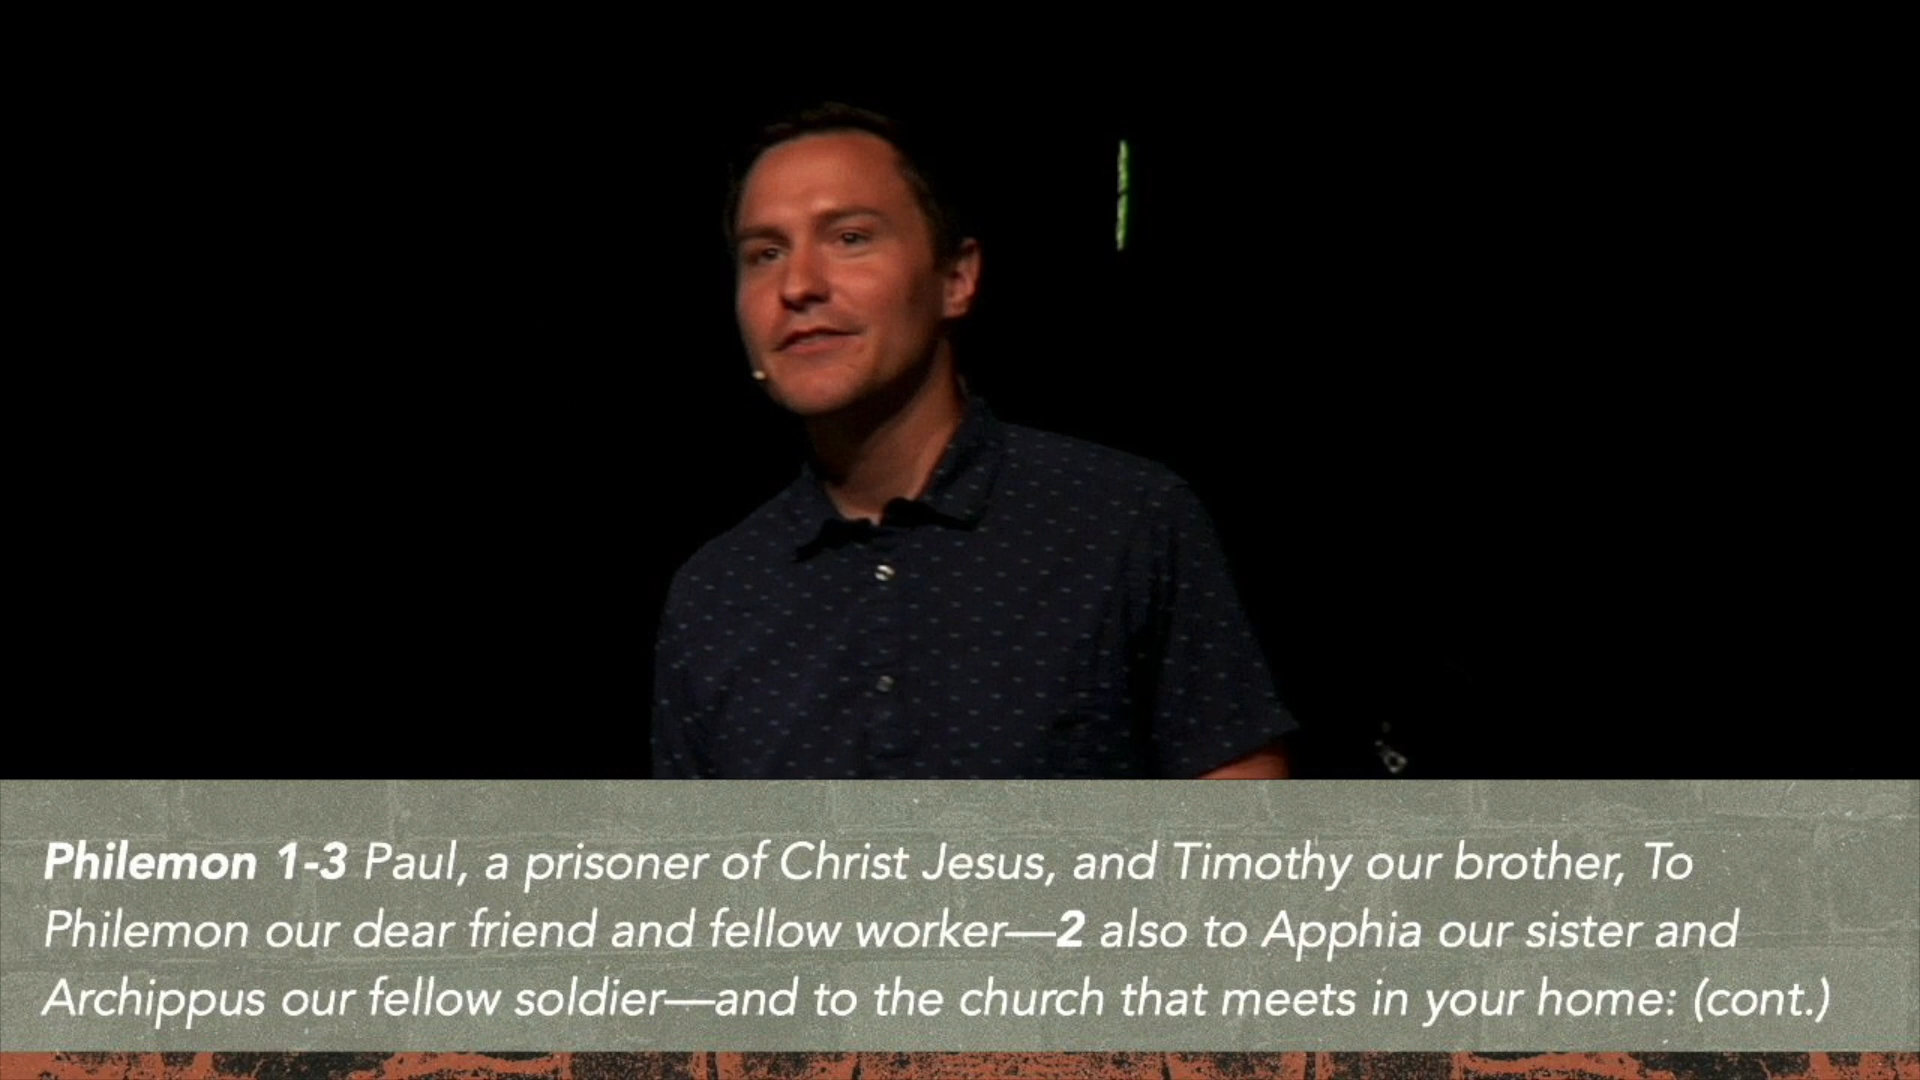 Philemon 1-3 Paul, a prisoner of Christ Jesus, and Timothy our brother, To
Philemon our dear friend and fellow worker—2 also to Apphia our sister and
Archippus our fellow soldier—and to the church that meets in your home: (cont.)